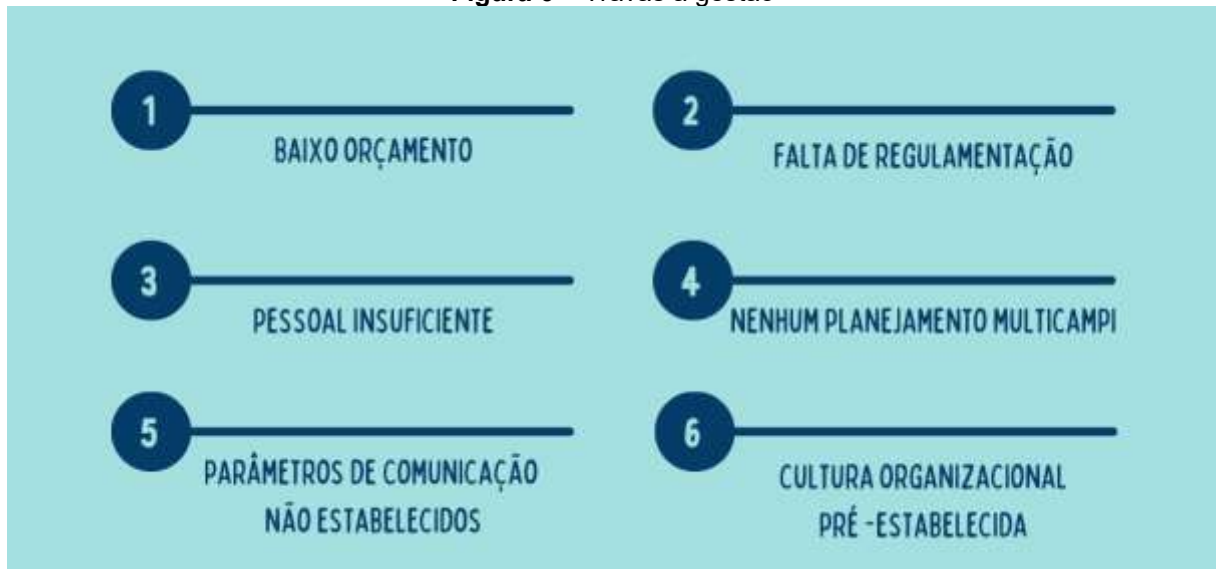 1
2
BAIXO ORÇAMENTO
FALTA DE REGULAMENTAÇÃO
3
4
PESSOAL INSUFICIENTE
NENHUM PLANEJAMENTO MULTICAMPI
5
6
PARÂMETROS DE COMUNICAÇÃO
NÃO ESTABELECIDOS
CULTURA ORGANIZACIONAL
PRÉ -ESTABELECIDA